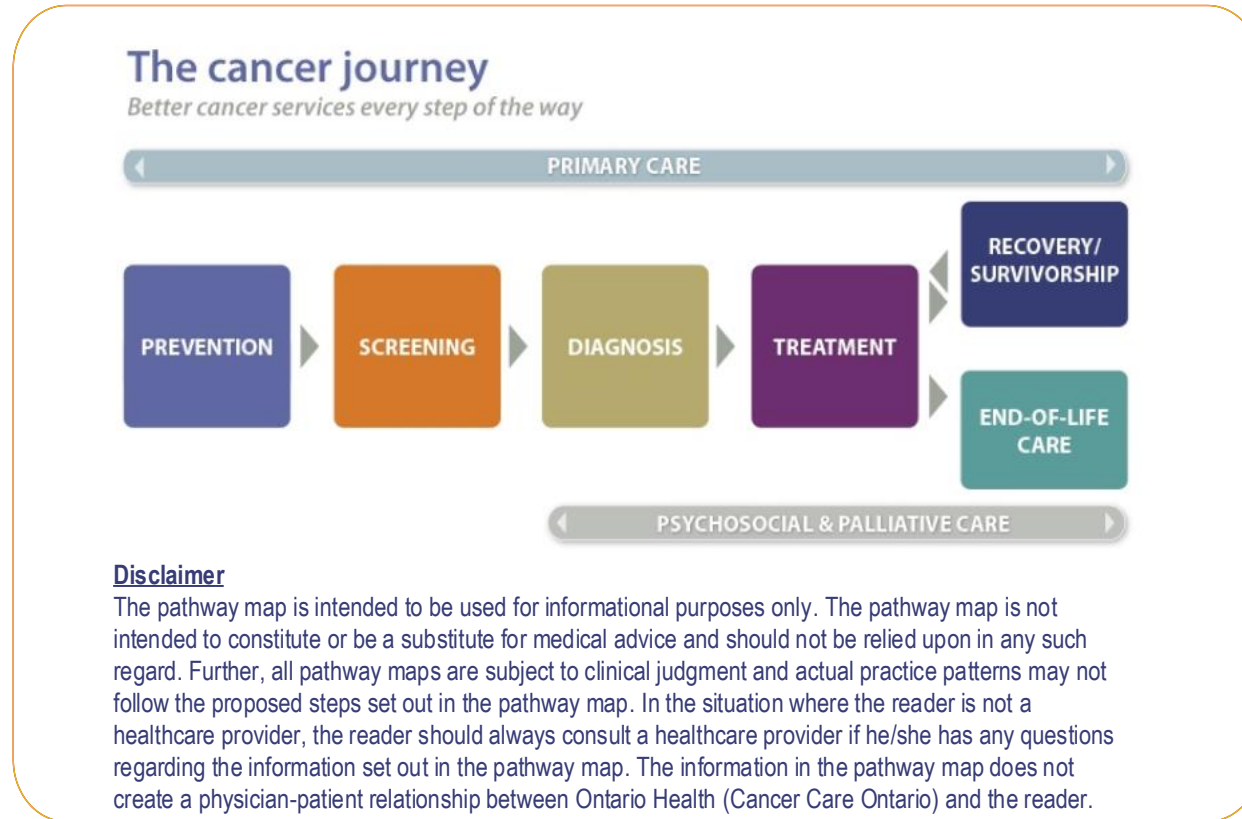 The cancer journey
Better cancer services every step of the way
PRIMARY CARE
PREVENTION
SCREENING
DIAGNOSIS
TREATMENT
RECOVERY/
SURVIVORSHIP
END-OF-LIFE
CARE
PSYCHOSOCIAL & PALLIATIVE CARE
Disclaimer
The pathway map is intended to be used for informational purposes only. The pathway map is not
intended to constitute or be a substitute for medical advice and should not be relied upon in any such
regard. Further, all pathway maps are subject to clinical judgment and actual practice patterns may not
follow the proposed steps set out in the pathway map. In the situation where the reader is not a
healthcare provider, the reader should always consult a healthcare provider if he/she has any questions
regarding the information set out in the pathway map. The information in the pathway map does not
create a physician-patient relationship between Ontario Health (Cancer Care Ontario) and the reader.